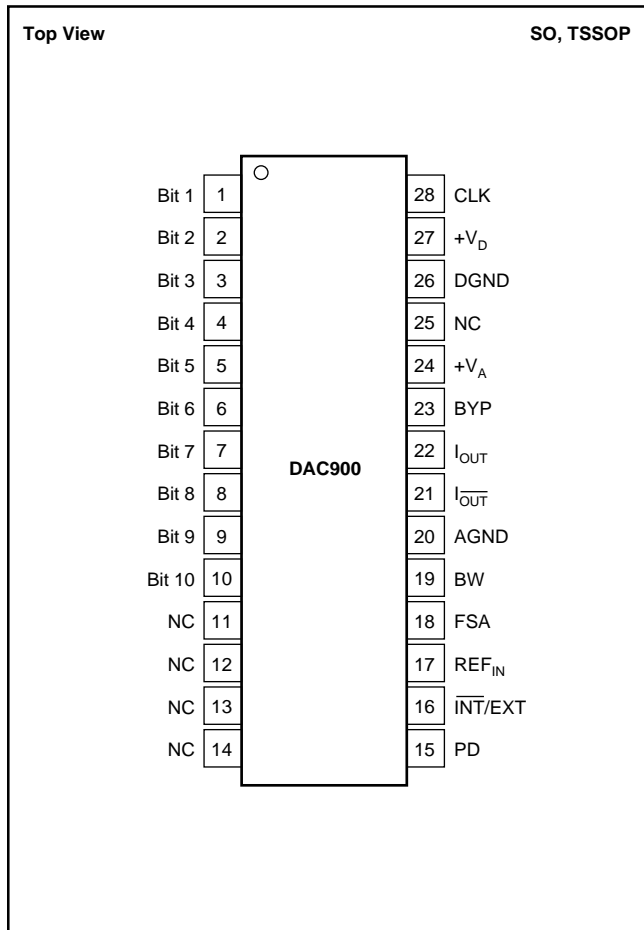 Top View SO, TSSOP
Bit 1 1 28 CLK
Bit 2 2 27 +V_D
Bit 3 3 26 DGND
Bit 4 4 25 NC
Bit 5 5 24 +V_A
Bit 6 6 23 BYP
Bit 7 7 22 I_OUT
DAC900
Bit 8 8 21 I_O̅U̅T̅
Bit 9 9 20 AGND
Bit 10 10 19 BW
NC 11 18 FSA
NC 12 17 REF_IN
NC 13 16 I̅N̅T̅/EXT
NC 14 15 PD